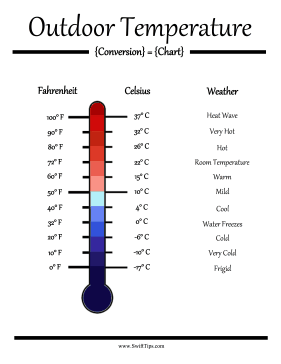 Outdoor Temperature
{Conversion} = {Chart}
Fahrenheit Celsius Weather
100° F 37° C Heat Wave
90° F 32° C Very Hot
80° F 26° C Hot
72° F 22° C Room Temperature
60° F 15° C Warm
50° F 10° C Mild
40° F 4° C Cool
32° F 0° C Water Freezes
20° F -6° C Cold
10° F -10° C Very Cold
0° F -17° C Frigid
www.SwiftTips.com